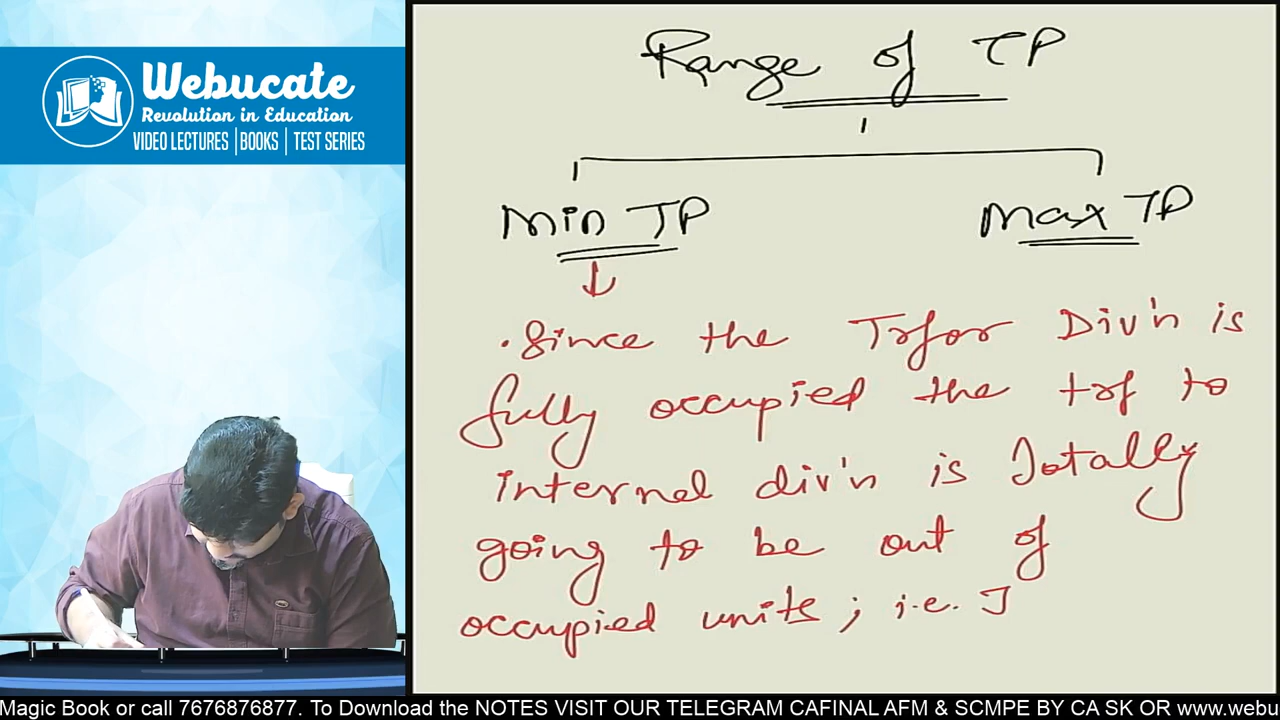 Webucate
Revolution in Education
VIDEO LECTURES | BOOKS | TEST SERIES
Range of TP
Min TP
Max TP
. Since the Trfor Div'n is
fully occupied the trf to
internal div'n is Totally
going to be out of
occupied units ; i.e. T
Magic Book or call 7676876877. To Download the NOTES VISIT OUR TELEGRAM CAFINAL AFM & SCMPE BY CA SK OR www.webu